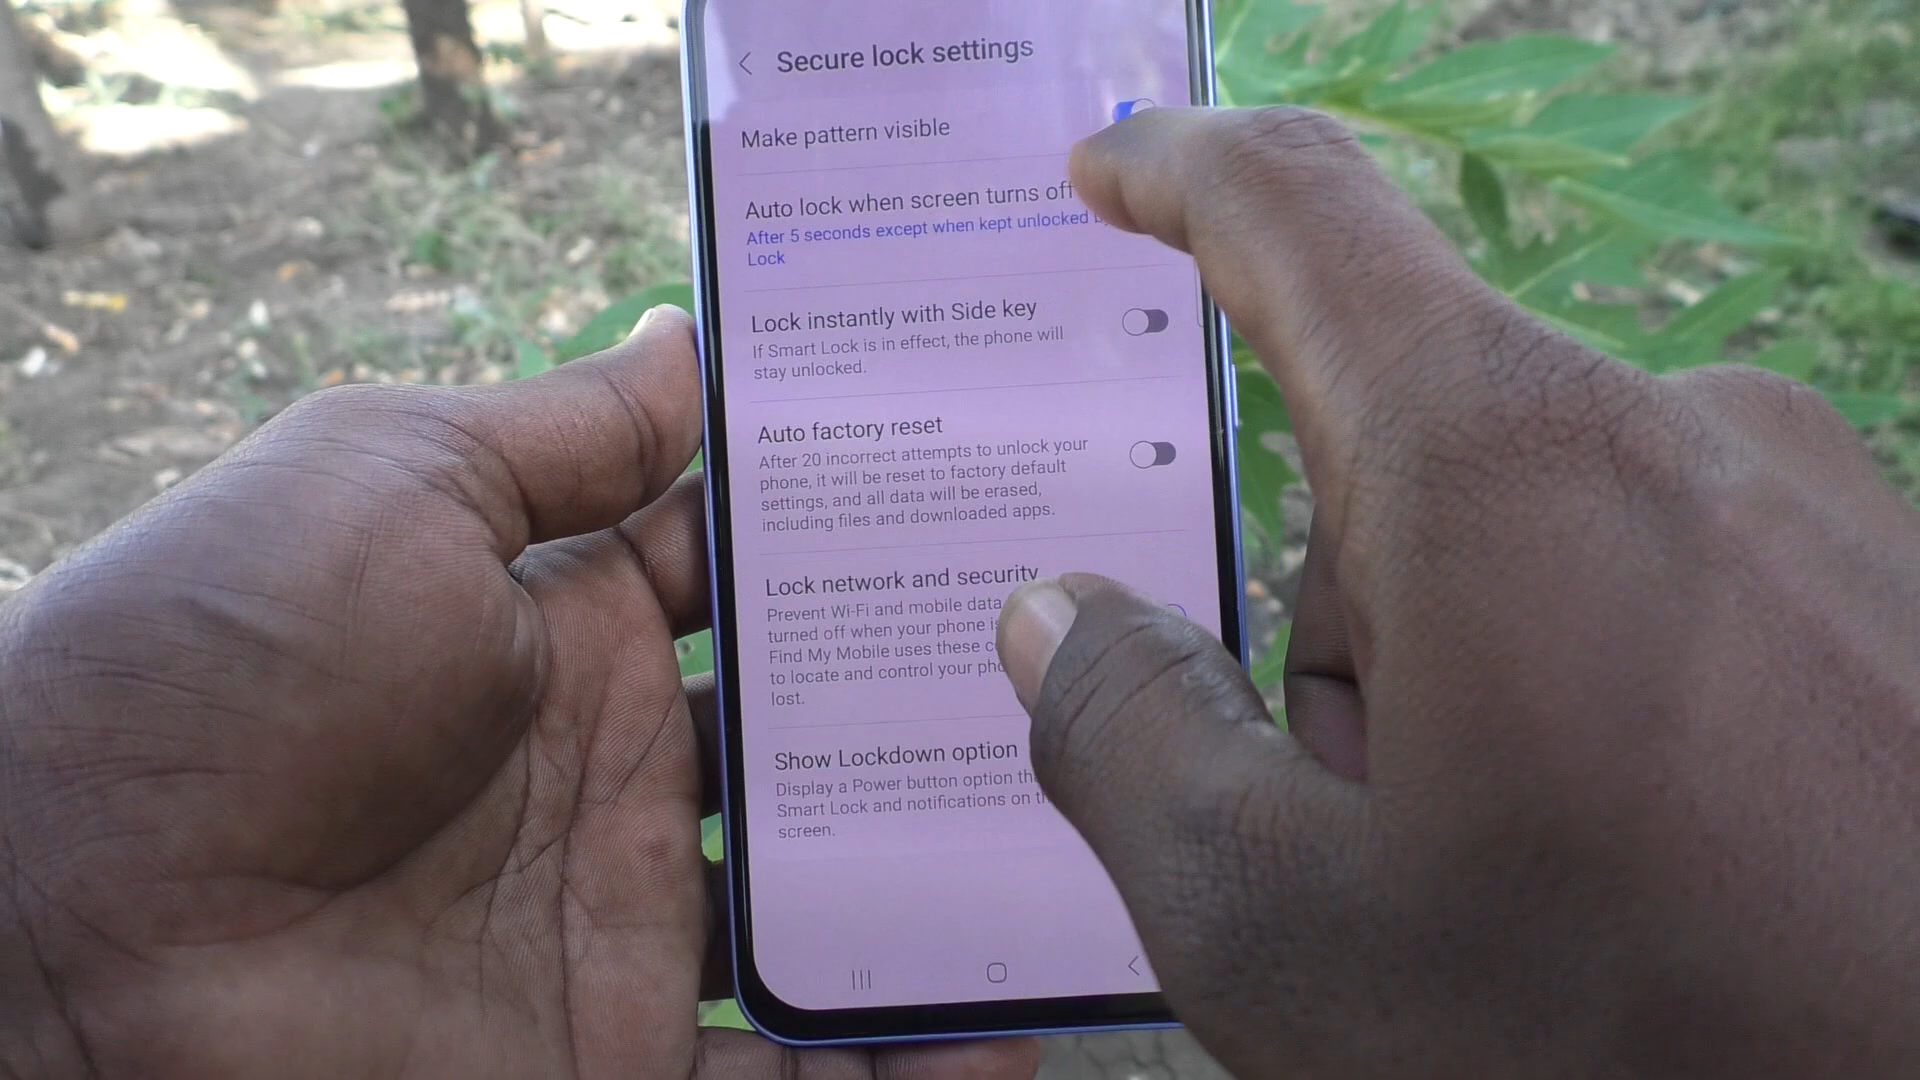 Secure lock settings
Make pattern visible
Auto lock when screen turns off
After 5 seconds except when kept unlocked
Lock
Lock instantly with Side key
If Smart Lock is in effect, the phone will
stay unlocked.
Auto factory reset
After 20 incorrect attempts to unlock your
phone, it will be reset to factory default
settings, and all data will be erased,
including files and downloaded apps.
Lock network and security
Prevent Wi-Fi and mobile data
turned off when your phone
Find My Mobile uses these
to locate and control your
lost.
Show Lockdown option
Display a Power button option
Smart Lock and notifications on
screen.